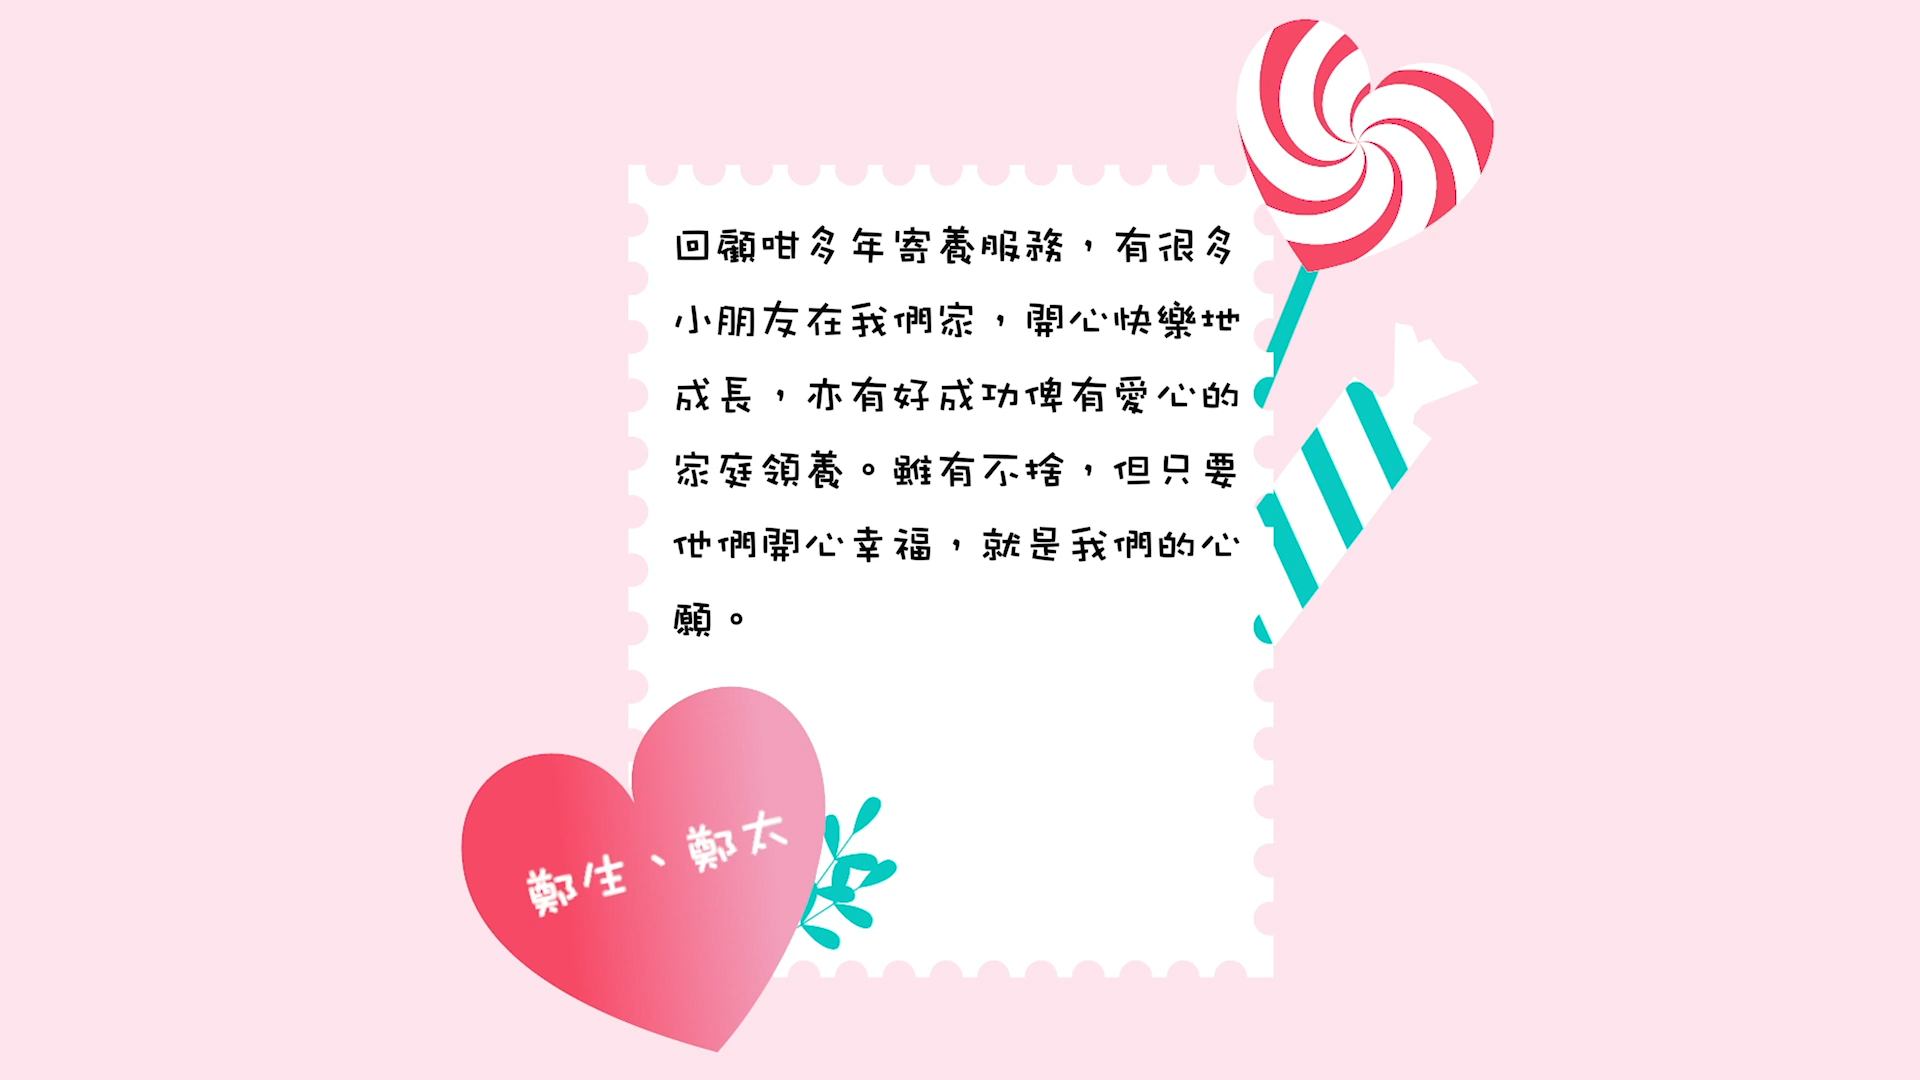 回顧咁多年寄養服務，有很多
小朋友在我們家，開心快樂地
成長，亦有好成功俾有愛心的
家庭領養。雖有不捨，但只要
他們開心幸福，就是我們的心
願。
鄭生、鄭太